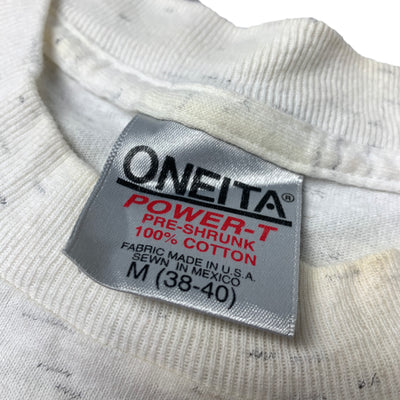 ONEITA®
POWER-T
PRE-SHRUNK
100% COTTON
FABRIC MADE IN U.S.A.
SEWN IN MEXICO
M (38-40)